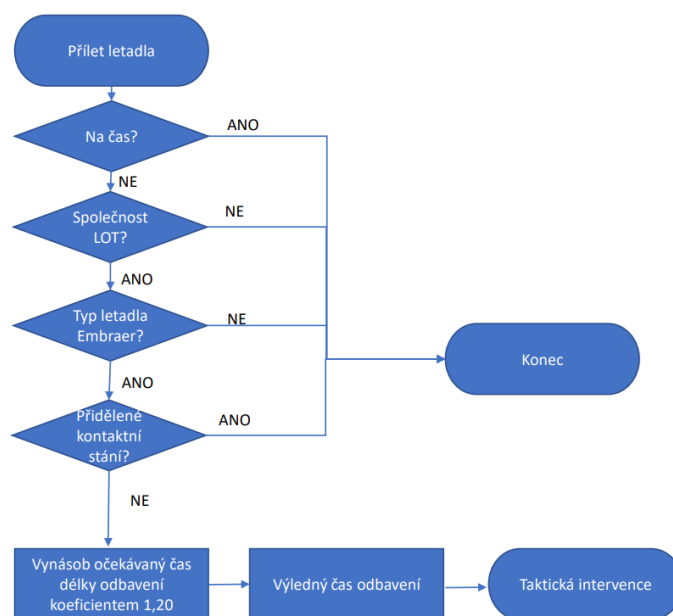 Přílet letadla
Na čas?
ANO
NE
Společnost
LOT?
NE
ANO
Typ letadla
Embraer?
NE
ANO
Přidělené
kontaktní
stání?
ANO
NE
Konec
Vynásob očekávaný čas
délky odbavení
koeficientem 1,20
Výledný čas odbavení
Taktická intervence